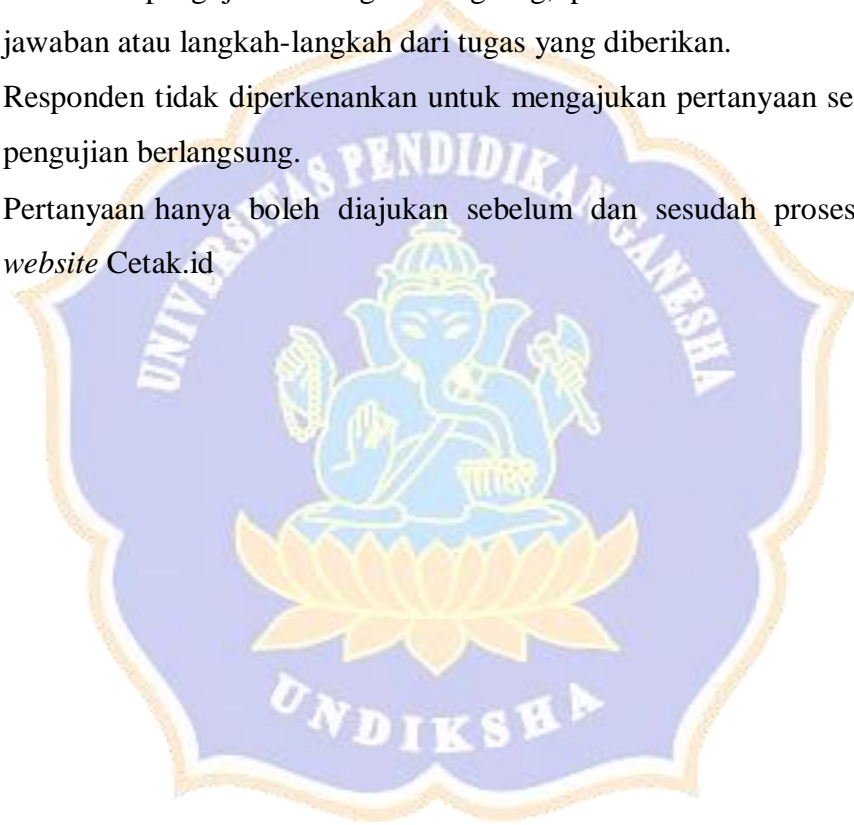 jawaban atau langkah-langkah dari tugas yang diberikan.
Responden tidak diperkenankan untuk mengajukan pertanyaan se
pengujian berlangsung.
Pertanyaan hanya boleh diajukan sebelum dan sesudah proses
website Cetak.id
UNIVERSITAS PENDIDIKAN GANESHA
UNDIKSHA